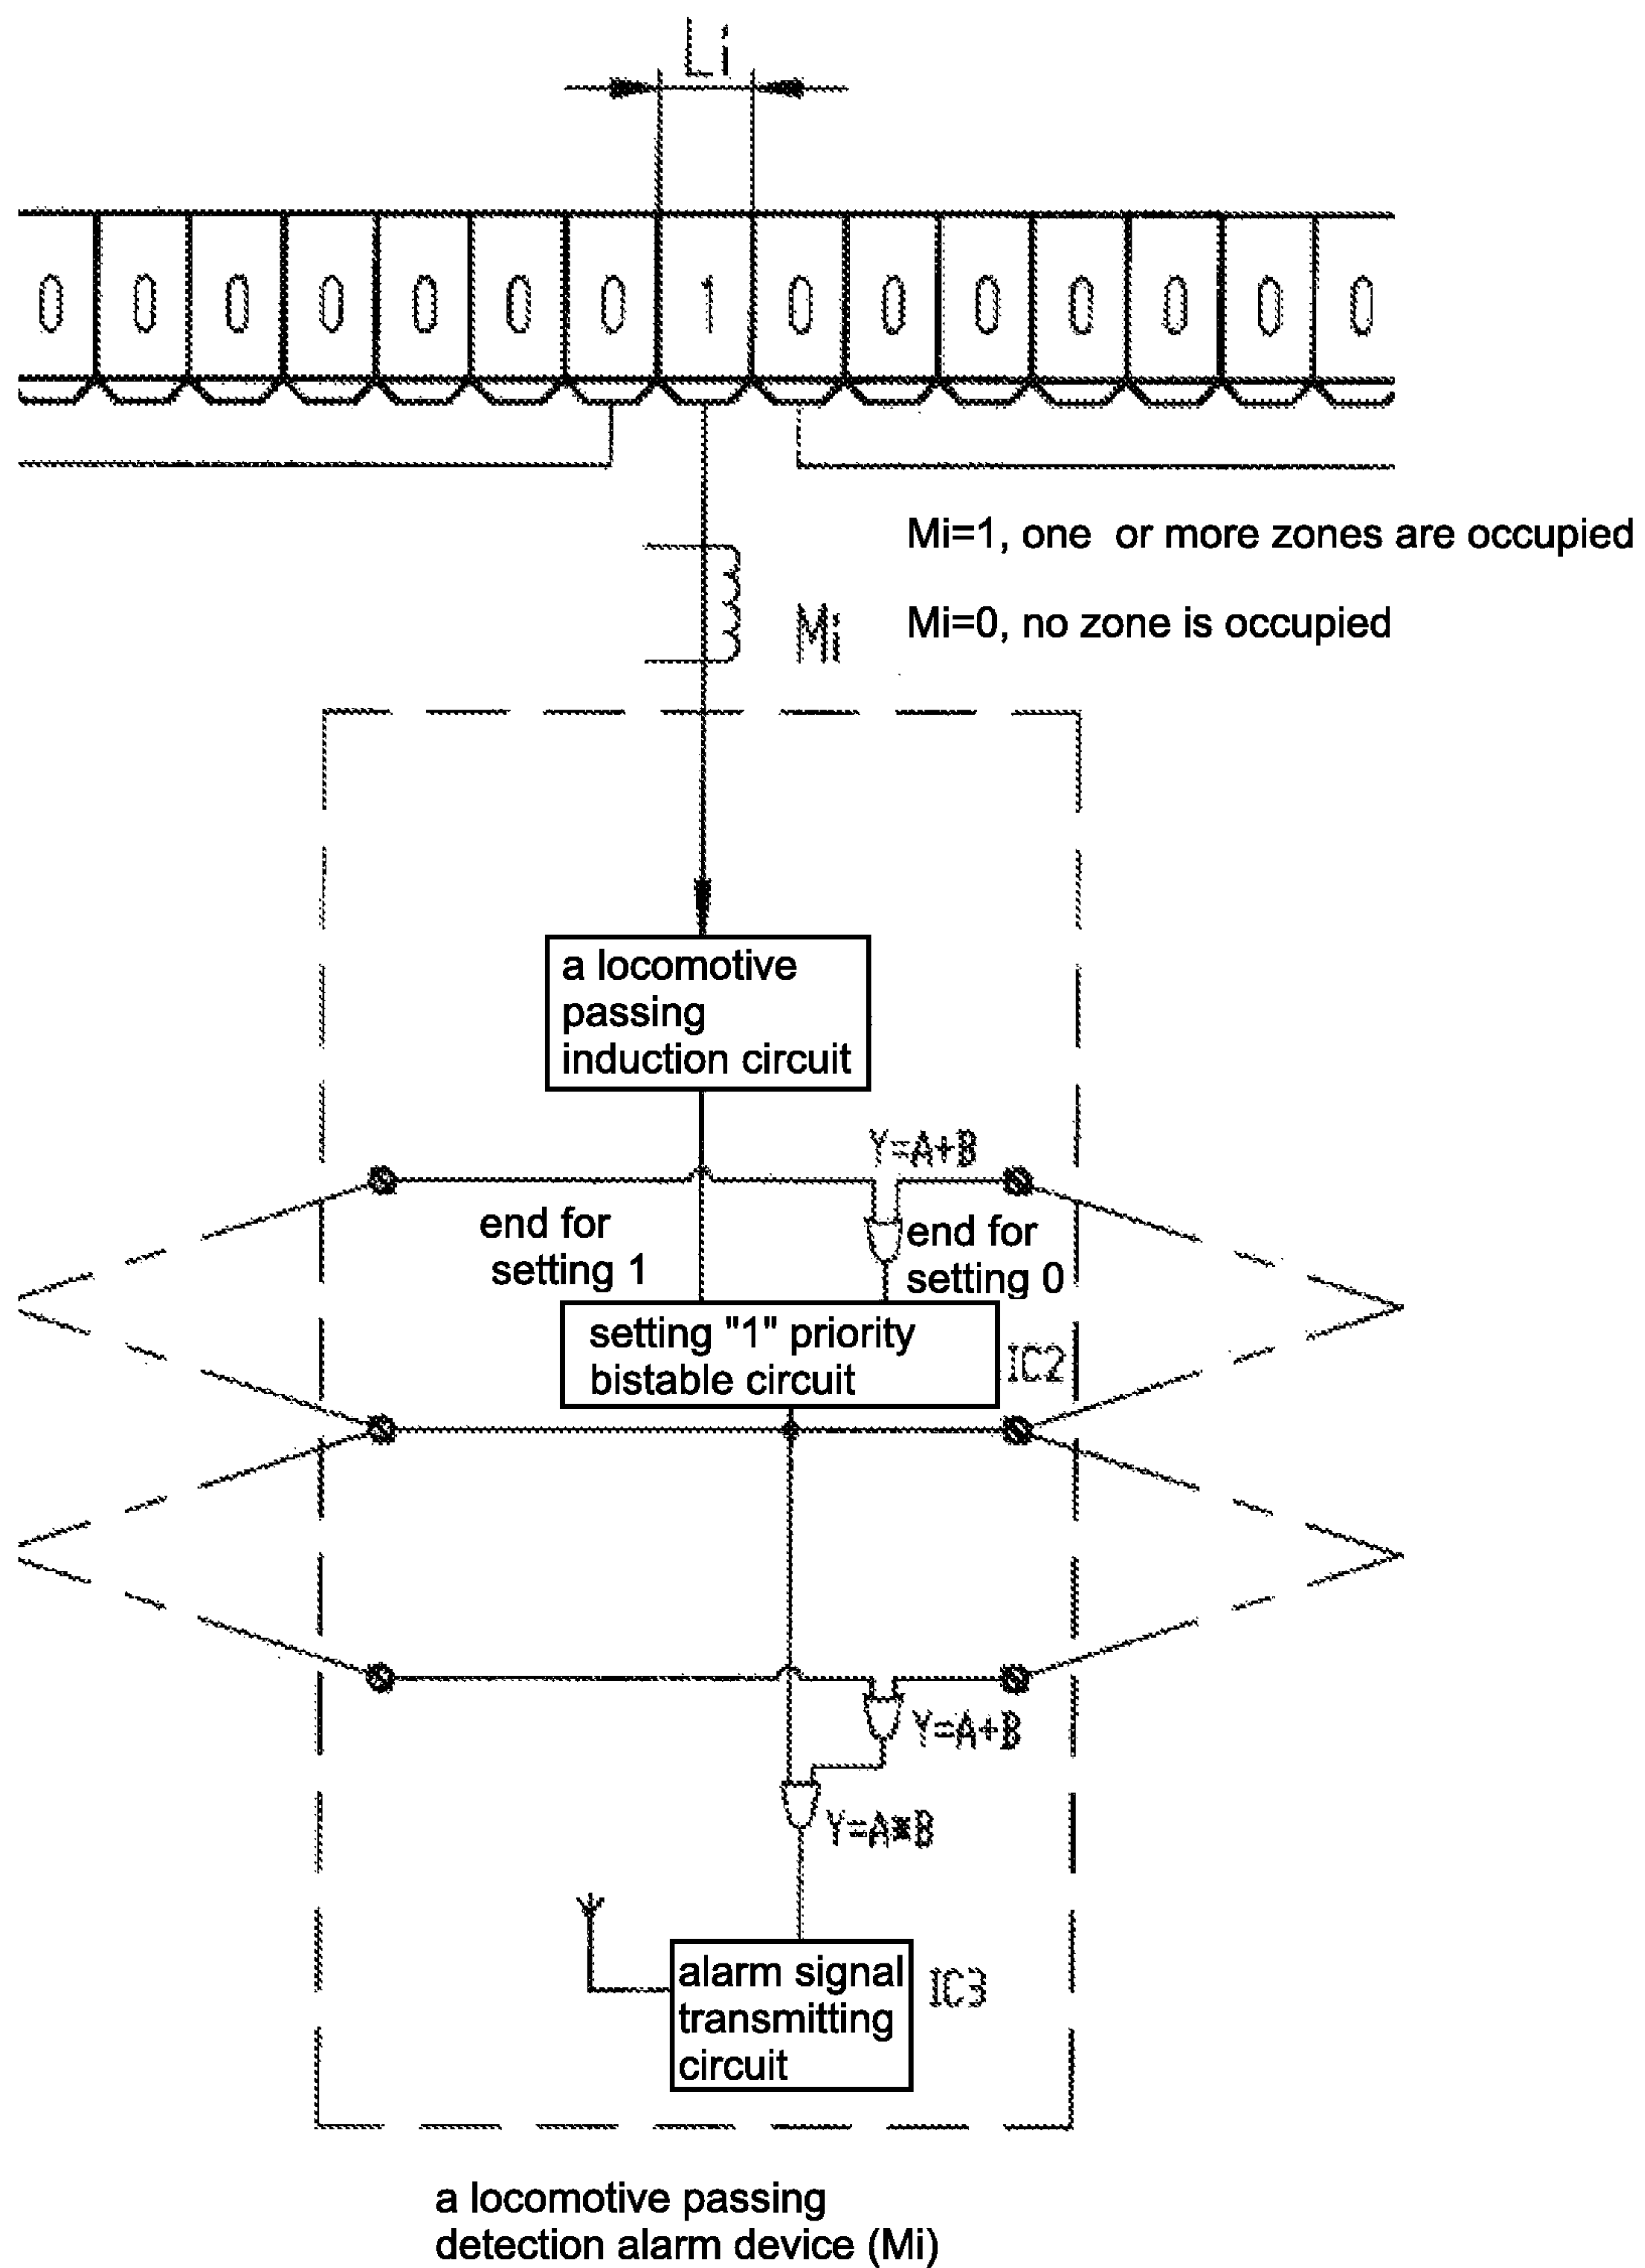 Li
0 0 0 0 0 0 0 1 0 0 0 0 0 0 0
Mi=1, one or more zones are occupied
Mi
Mi=0, no zone is occupied
a locomotive
passing
induction circuit
Y=A+B
end for
setting 1
end for
setting 0
setting "1" priority
bistable circuit
IC2
Y=A+B
Y=A*B
alarm signal
transmitting
circuit
IC3
a locomotive passing
detection alarm device (Mi)